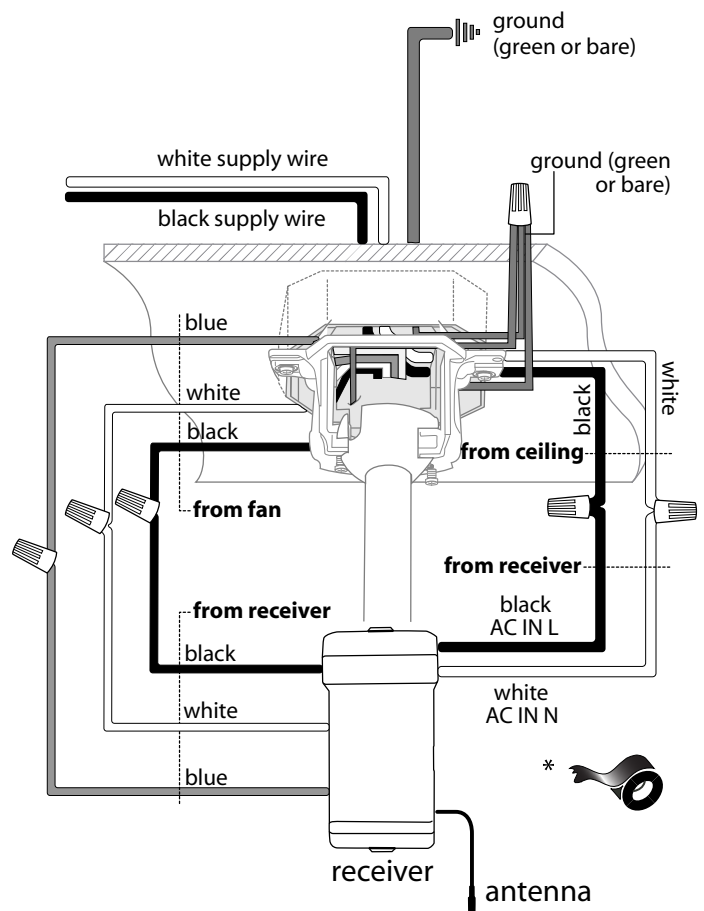 ground
(green or bare)
white supply wire
ground (green
or bare)
black supply wire
blue
white
white
black
black
from ceiling
from fan
from receiver
from receiver
black
AC IN L
black
white
AC IN N
white
*
blue
receiver
antenna